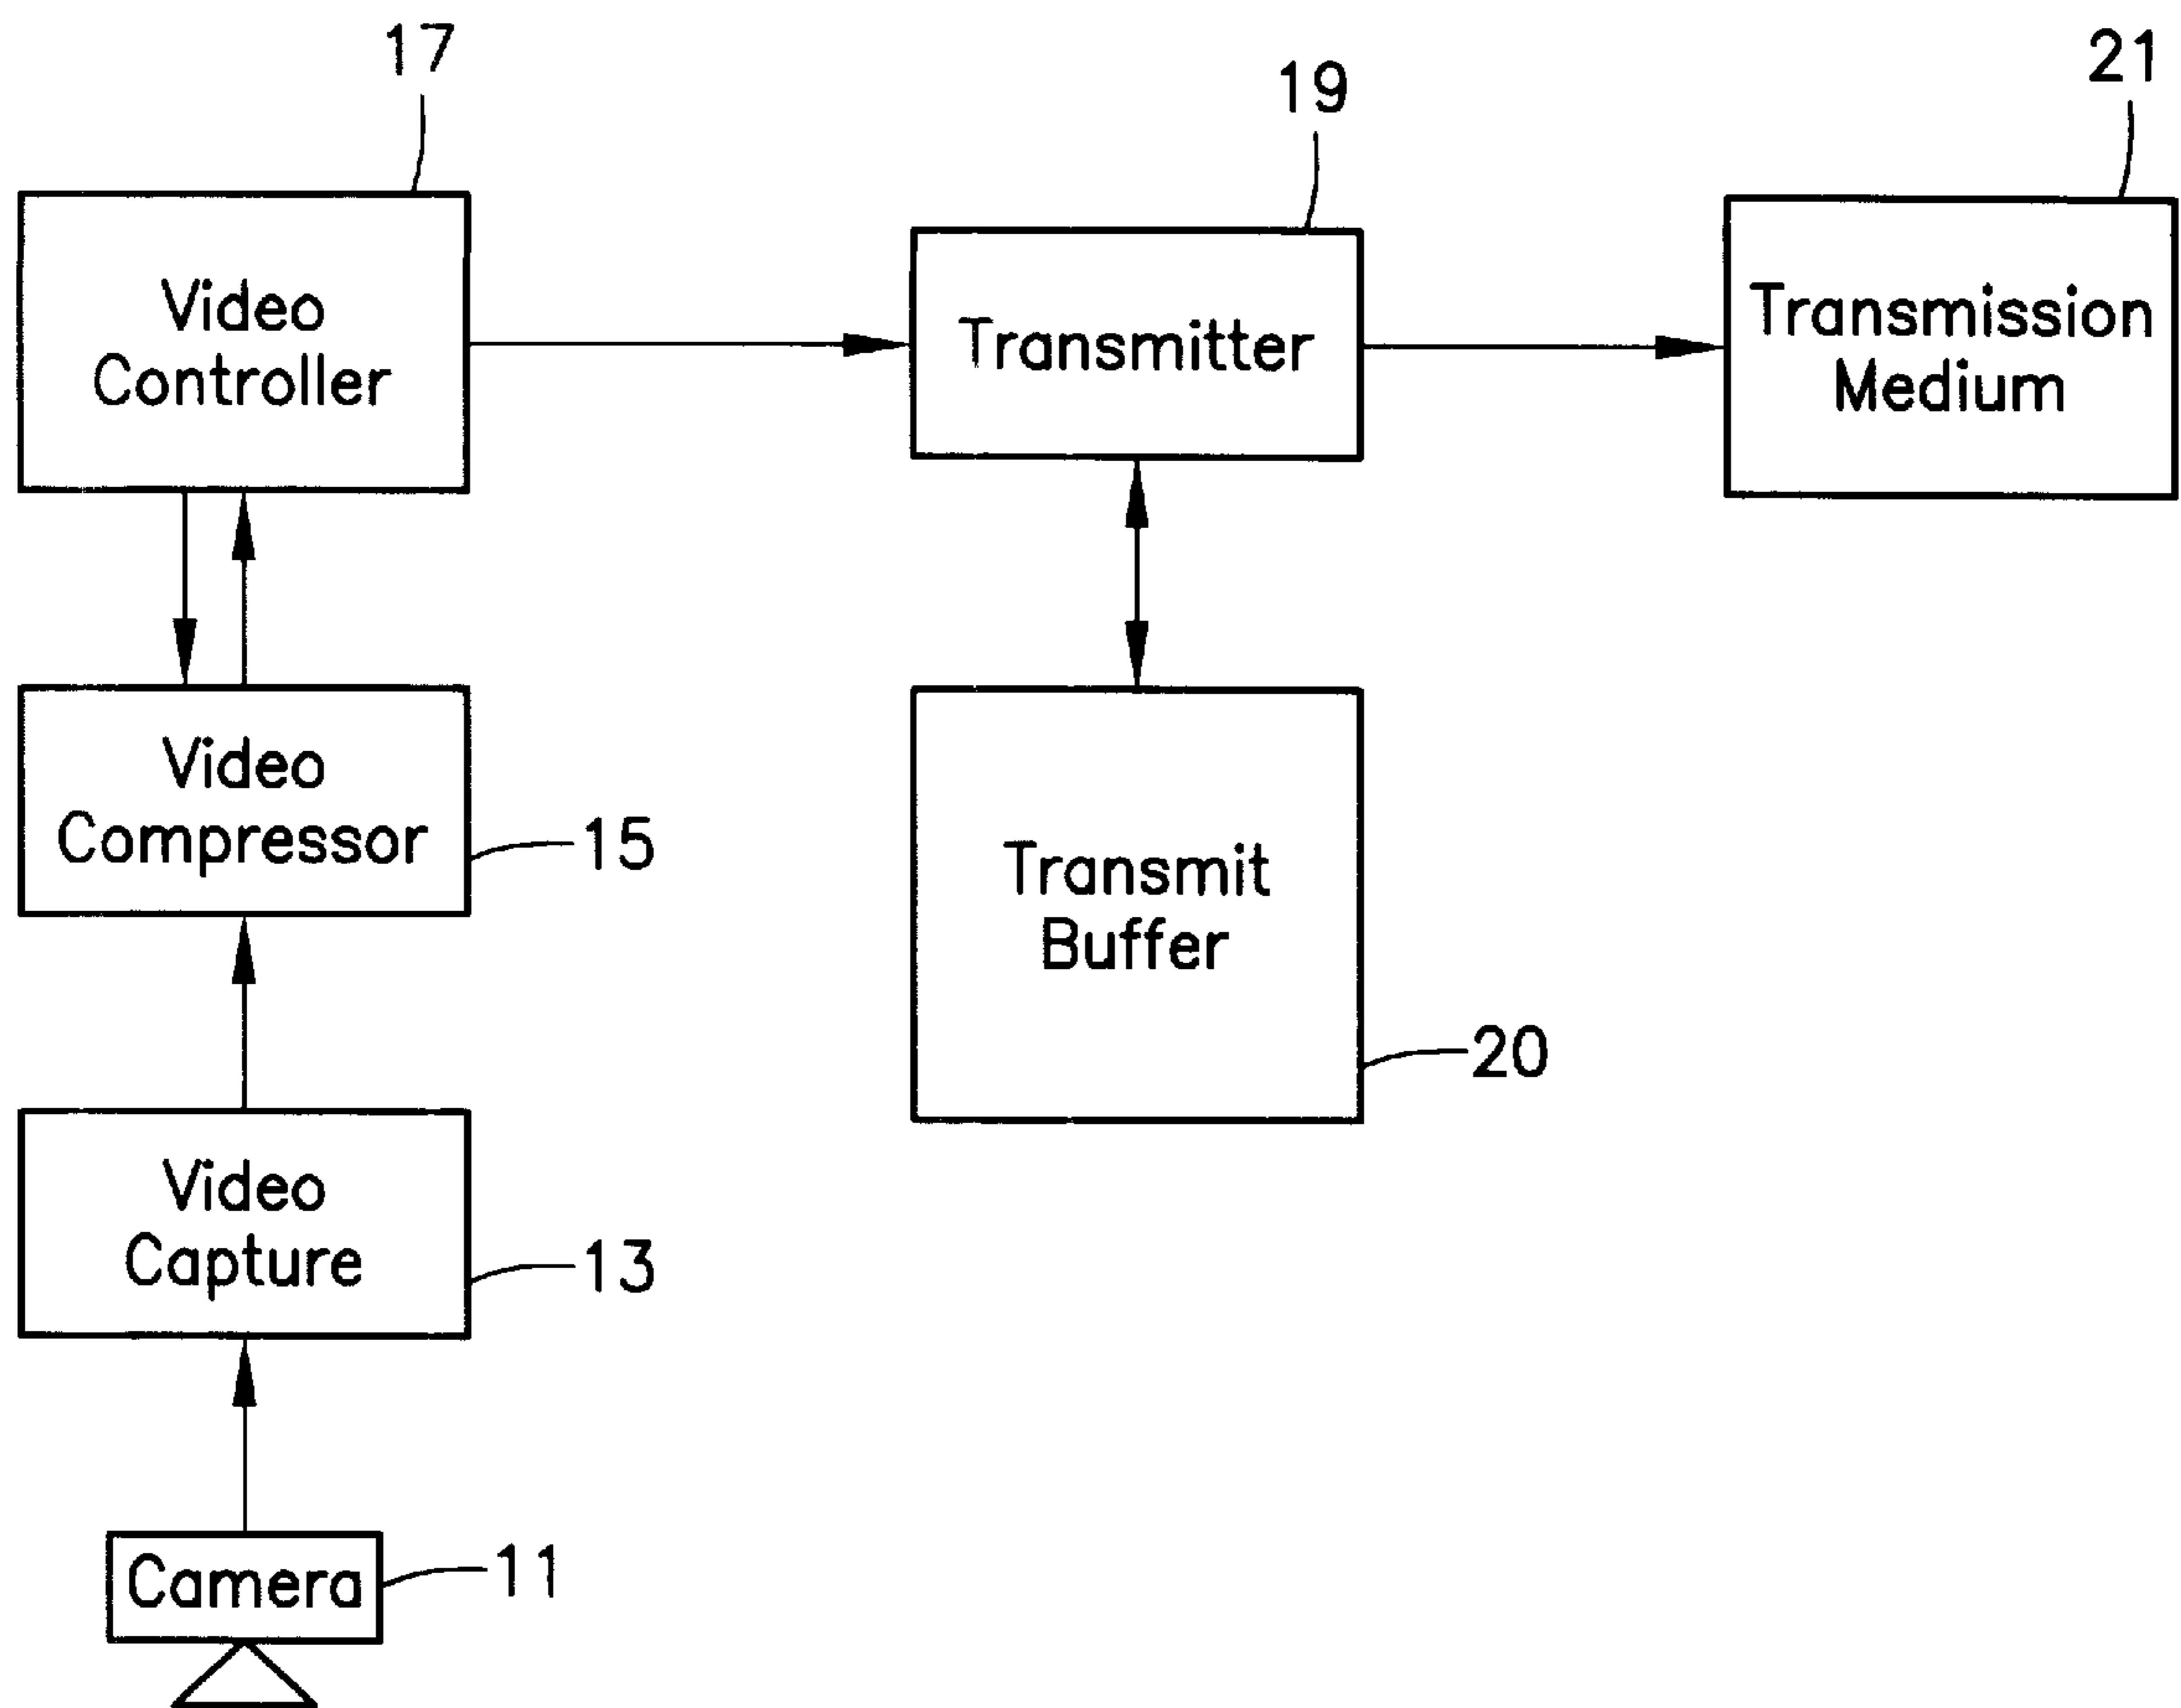 17
19
21
Video
Controller
Transmitter
Transmission
Medium
Video
Compressor
15
Transmit
Buffer
20
Video
Capture
13
Camera
11